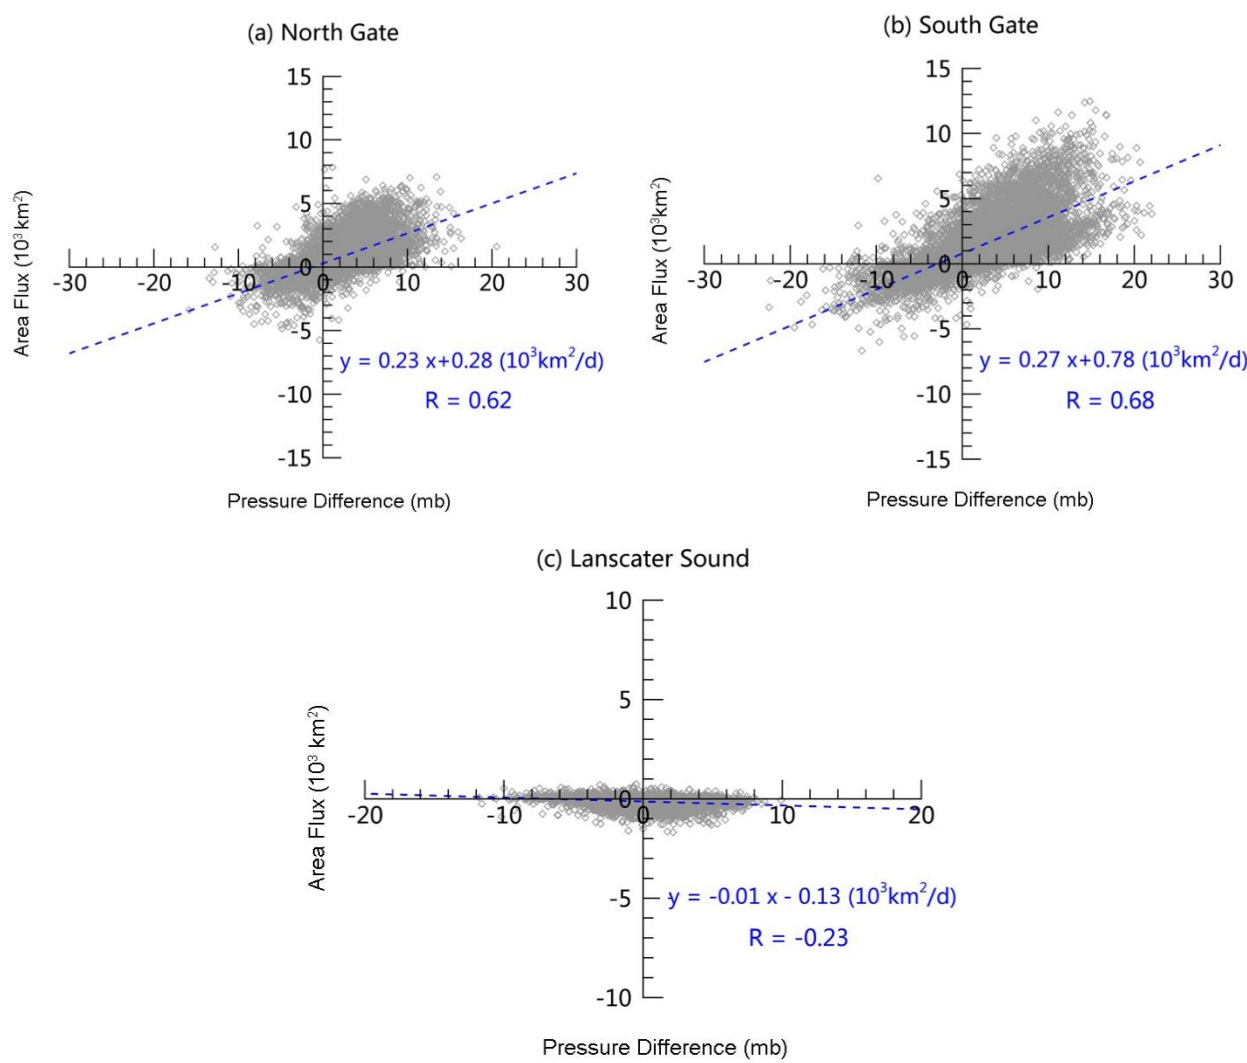 (a) North Gate
15
10
5
0
-5
-10
-15
-30
-20
-10
0
10
20
30
Area Flux (10³ km²)
y = 0.23 x+0.28 (10³km²/d)
R = 0.62
Pressure Difference (mb)
(b) South Gate
15
10
5
0
-5
-10
-15
-30
-20
-10
0
10
20
30
Area Flux (10³km²)
y = 0.27 x+0.78 (10³km²/d)
R = 0.68
Pressure Difference (mb)
(c) Lanscater Sound
10
5
0
-5
-10
-20
-10
0
10
20
Area Flux (10³ km²)
y = -0.01 x - 0.13 (10³km²/d)
R = -0.23
Pressure Difference (mb)